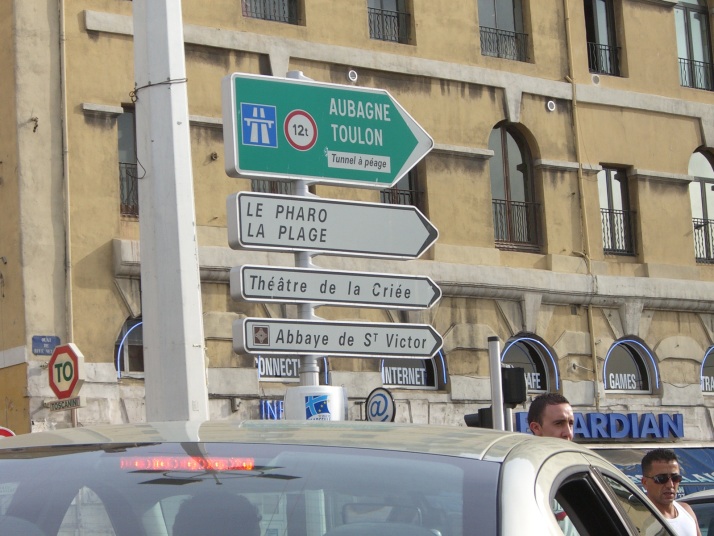 AUBAGNE
TOULON
12t
Tunnel à péage
LE PHARO
LA PLAGE
Théâtre de la Criée
Abbaye de St Victor
TO
TOSCANINO
CONNECT
INTERNET
CAFE
GAMES
@